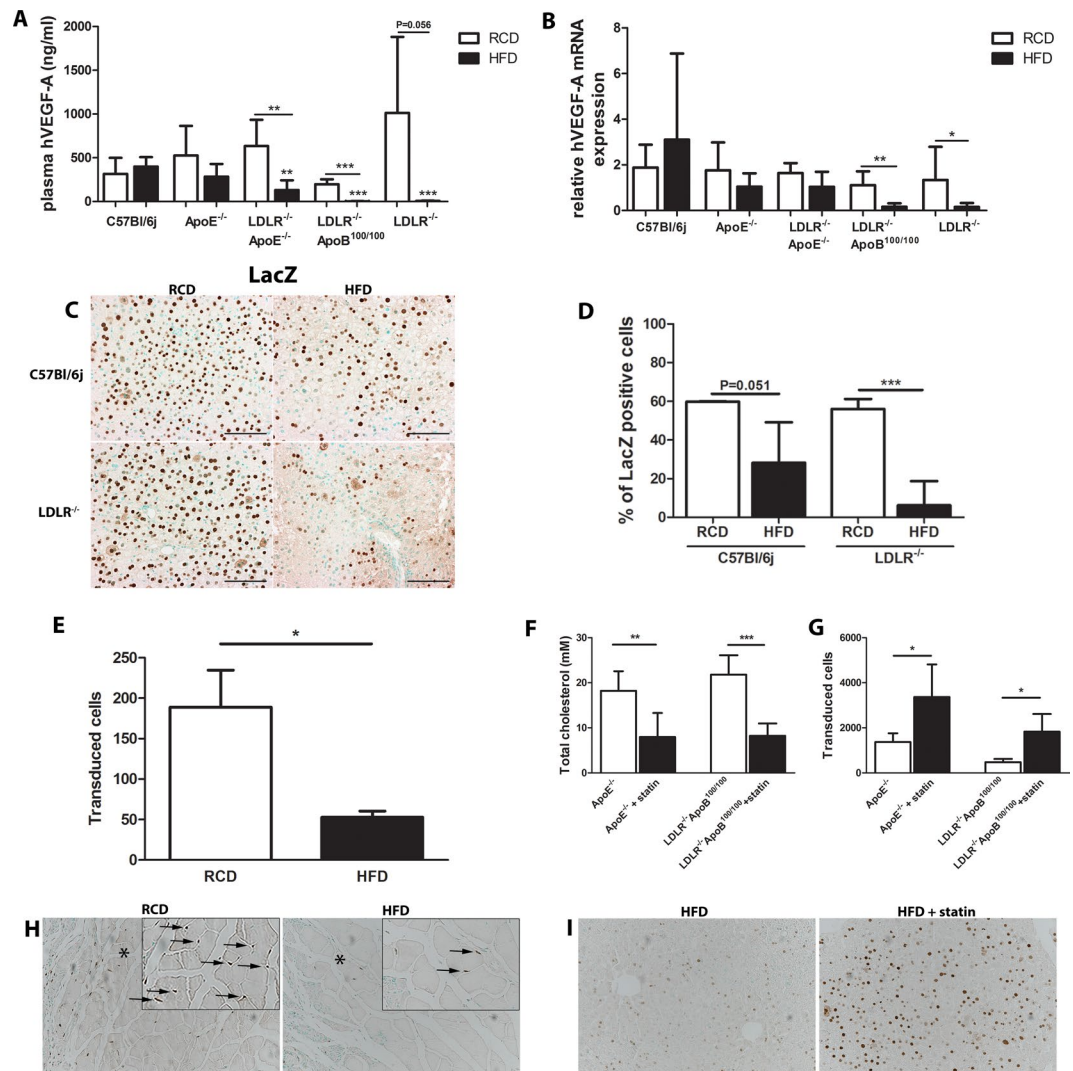 A
plasma hVEGF-A (ng/ml)
2000
1500
1000
500
0
P=0.056
**
**
***
***
***
RCD
HFD
C57Bl/6j
ApoE-/-
LDLR-/-
ApoE-/-
LDLR-/-
ApoB100/100
LDLR-/-
B
relative hVEGF-A mRNA
expression
8
6
4
2
0
**
*
RCD
HFD
C57Bl/6j
ApoE-/-
LDLR-/-
ApoE-/-
LDLR-/-
ApoB100/100
LDLR-/-
LacZ
C
RCD
HFD
C57Bl/6j
LDLR-/-
D
% of LacZ positive cells
100
80
60
40
20
0
P=0.051
***
RCD
HFD
RCD
HFD
C57Bl/6j
LDLR-/-
E
Transduced cells
250
200
150
100
50
0
*
RCD
HFD
F
Total cholesterol (mM)
30
20
10
0
**
***
ApoE-/-
ApoE-/- + statin
LDLR-/-ApoB100/100
LDLR-/-ApoB100/100+statin
G
Transduced cells
6000
4000
2000
0
*
*
ApoE-/-
ApoE-/- + statin
LDLR-/-ApoB100/100
LDLR-/-ApoB100/100+statin
H
RCD
HFD
*
*
I
HFD
HFD + statin